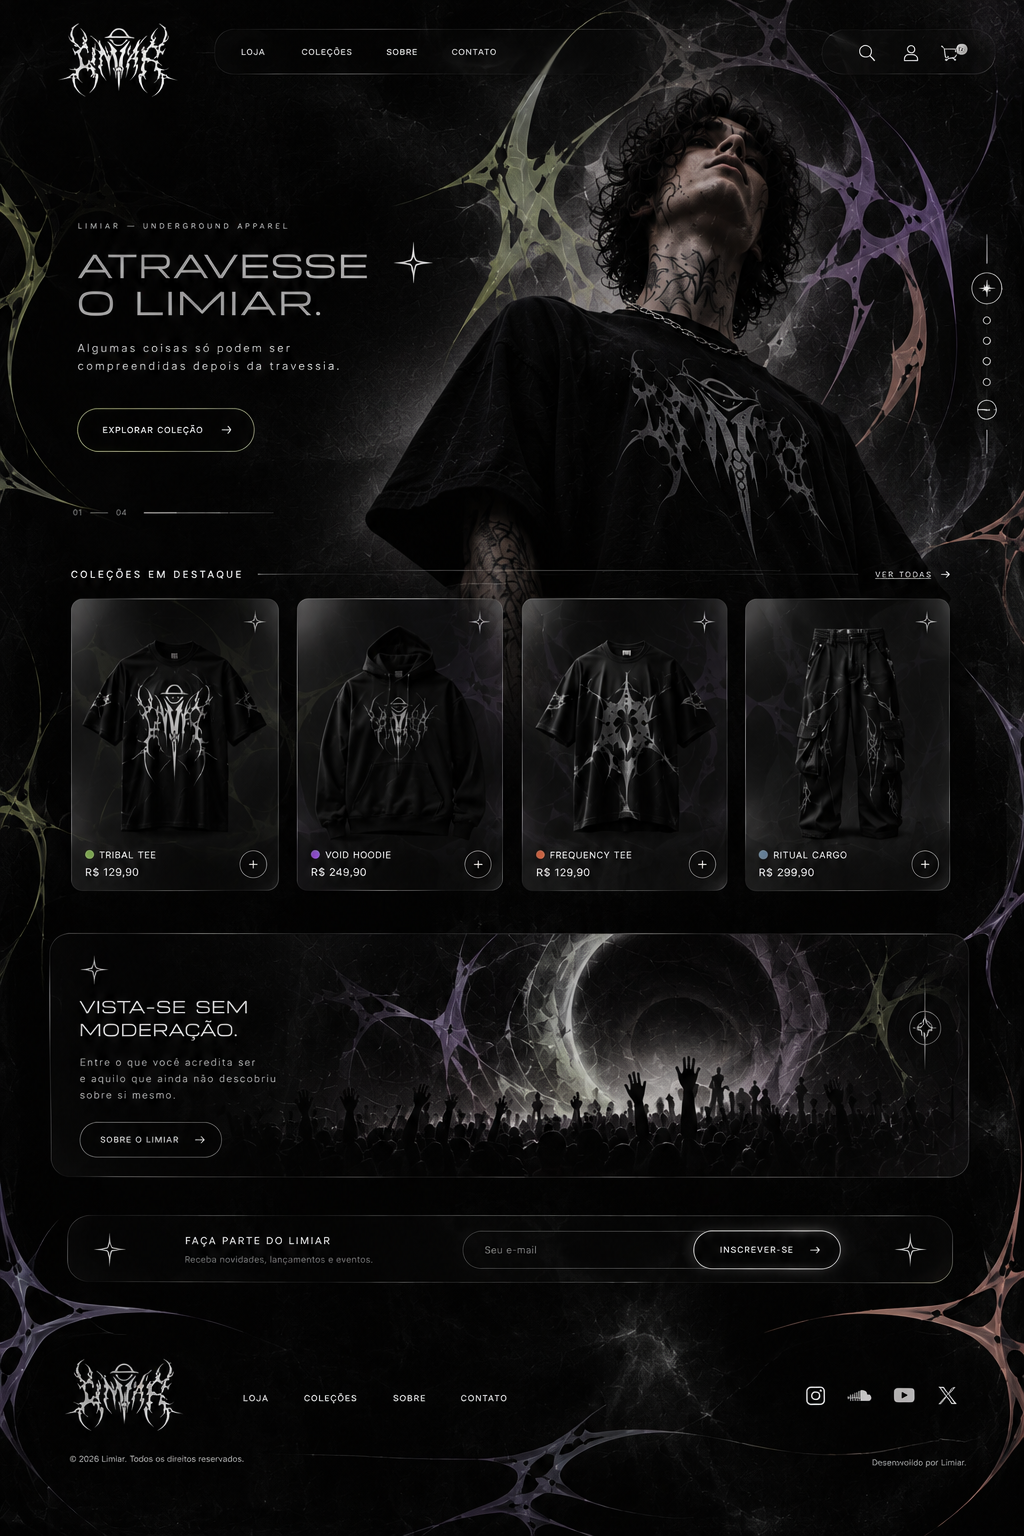 LIMIAR
LOJA
COLEÇÕES
SOBRE
CONTATO
LIMIAR — UNDERGROUND APPAREL
ATRAVESSE
O LIMIAR.
Algumas coisas só podem ser
compreendidas depois da travessia.
EXPLORAR COLEÇÃO
01 — 04
COLEÇÕES EM DESTAQUE
VER TODAS
TRIBAL TEE
R$ 129,90
VOID HOODIE
R$ 249,90
FREQUENCY TEE
R$ 129,90
RITUAL CARGO
R$ 299,90
VISTA-SE SEM
MODERAÇÃO.
Entre o que você acredita ser
e aquilo que ainda não descobriu
sobre si mesmo.
SOBRE O LIMIAR
FAÇA PARTE DO LIMIAR
Receba novidades, lançamentos e eventos.
Seu e-mail
INSCREVER-SE
LIMIAR
LOJA
COLEÇÕES
SOBRE
CONTATO
© 2026 Limiar. Todos os direitos reservados.
por Limiar.